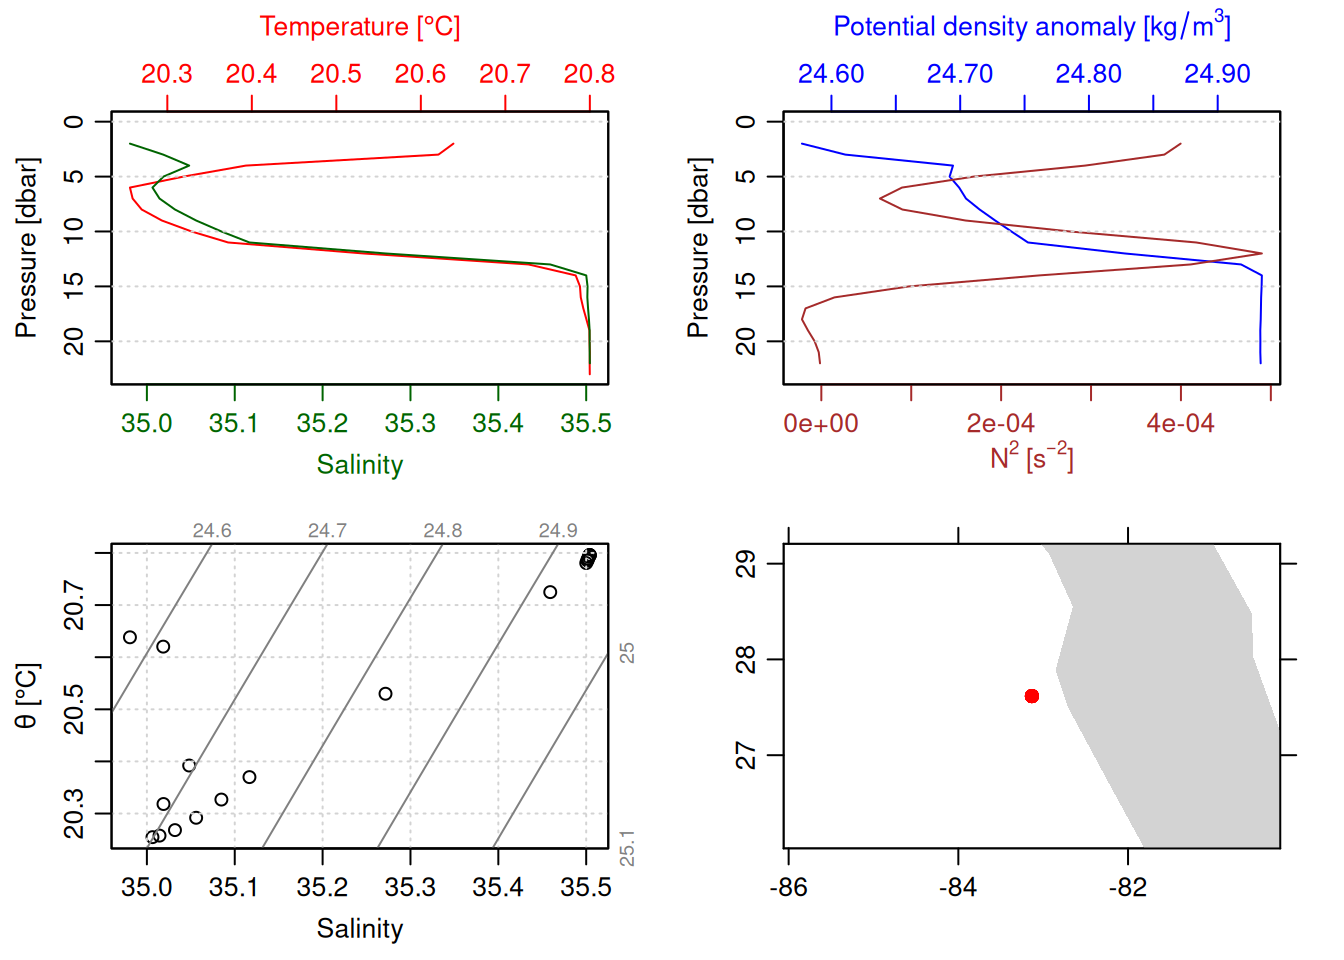 Temperature [°C]
20.3 20.4 20.5 20.6 20.7 20.8
Pressure [dbar]
0
5
10
15
20
35.0 35.1 35.2 35.3 35.4 35.5
Salinity
Potential density anomaly [kg/m³]
24.60 24.70 24.80 24.90
Pressure [dbar]
0
5
10
15
20
0e+00 2e-04 4e-04
N² [s⁻²]
24.6 24.7 24.8 24.9
θ [°C]
20.7
20.5
20.3
25
25.1
35.0 35.1 35.2 35.3 35.4 35.5
Salinity
29
28
27
-86 -84 -82